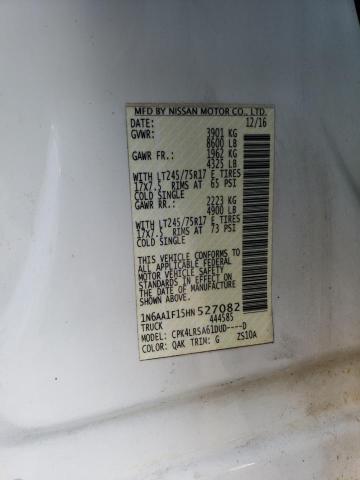 MFD BY NISSAN MOTOR CO., LTD.
DATE: 12/16
GVWR: 3901 KG
8600 LB
GAWR FR.: 1962 KG
4325 LB
WITH LT245/75R17 E TIRES
17X7.5 RIMS AT 65 PSI
COLD SINGLE
GAWR RR.: 2223 KG
4900 LB
WITH LT245/75R17 E TIRES
17X7.5 RIMS AT 73 PSI
COLD SINGLE
THIS VEHICLE CONFORMS TO
ALL APPLICABLE FEDERAL
MOTOR VEHICLE SAFETY
STANDARDS IN EFFECT ON
THE DATE OF MANUFACTURE
SHOWN ABOVE.
1N6AA1F15HN527082
TRUCK 444585
MODEL: CPK4LRSA61DUD----D
COLOR: QAK TRIM: G ZS10A